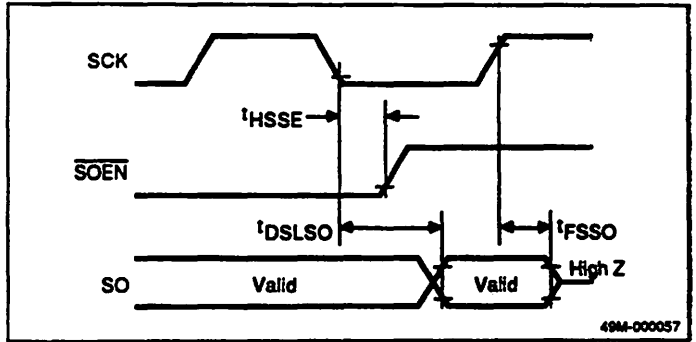 SCK
tHSSE
SOEN
tDSLSO
tFSSO
SO
Valid
Valid
High Z
49M-000057